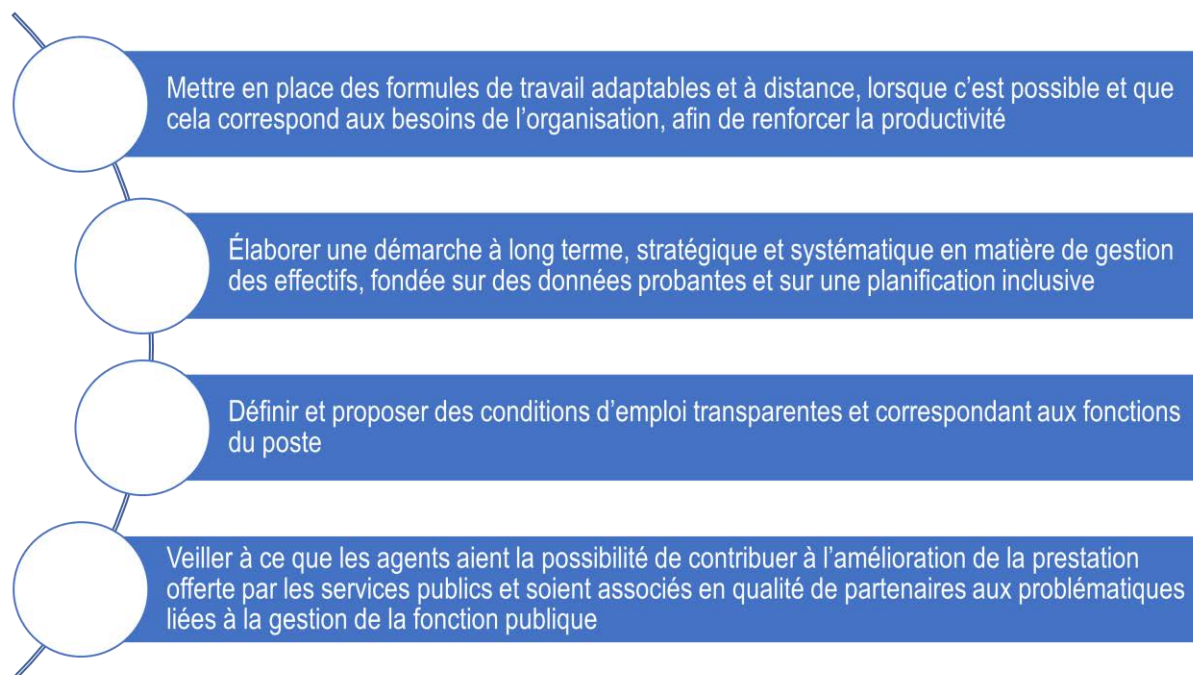 Mettre en place des formules de travail adaptables et à distance, lorsque c’est possible et que
cela correspond aux besoins de l’organisation, afin de renforcer la productivité
Élaborer une démarche à long terme, stratégique et systématique en matière de gestion
des effectifs, fondée sur des données probantes et sur une planification inclusive
Définir et proposer des conditions d’emploi transparentes et correspondant aux fonctions
du poste
Veiller à ce que les agents aient la possibilité de contribuer à l’amélioration de la prestation
offerte par les services publics et soient associés en qualité de partenaires aux problématiques
liées à la gestion de la fonction publique